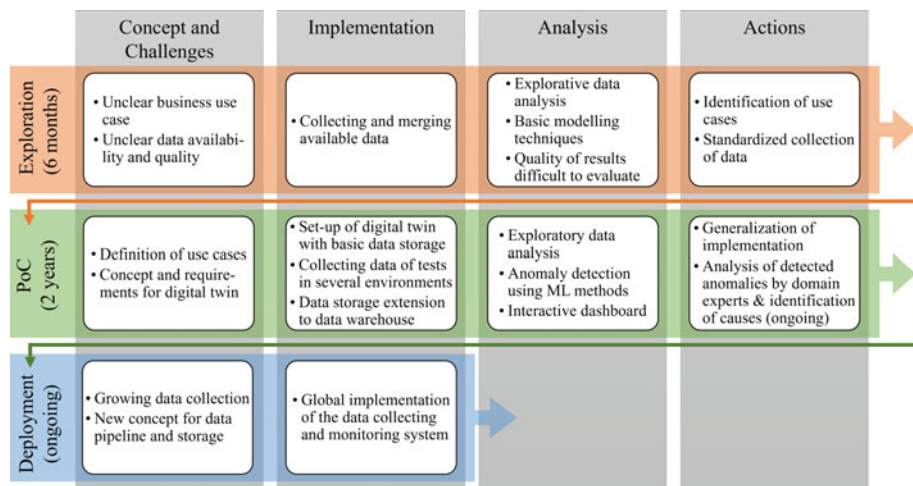 Concept and
Challenges
Implementation
Analysis
Actions
Exploration
(6 months)
• Unclear business use
case
• Unclear data availabi-
lity and quality
• Collecting and merging
available data
• Explorative data
analysis
• Basic modelling
techniques
• Quality of results
difficult to evaluate
• Identification of use
cases
• Standardized collection
of data
PoC
(2 years)
• Definition of use cases
• Concept and require-
ments for digital twin
• Set-up of digital twin
with basic data storage
• Collecting data of tests
in several environments
• Data storage extension
to data warehouse
• Exploratory data
analysis
• Anomaly detection
using ML methods
• Interactive dashboard
• Generalization of
implementation
• Analysis of detected
anomalies by domain
experts & identification
of causes (ongoing)
Deployment
(ongoing)
• Growing data collection
• New concept for data
pipeline and storage
• Global implementation
of the data collecting
and monitoring system